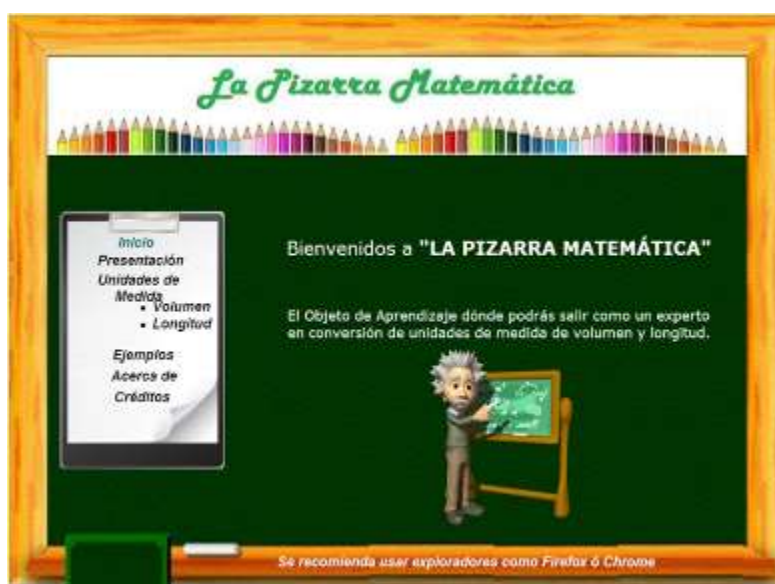 La Pizarra Matemática
Inicio
Presentación
Unidades de
Medida
• Volumen
• Longitud
Ejemplos
Acerca de
Créditos
Bienvenidos a "LA PIZARRA MATEMÁTICA"
El Objeto de Aprendizaje dónde podrás salir como un experto
en conversión de unidades de medida de volumen y longitud.
Se recomienda usar exploradores como Firefox ó Chrome